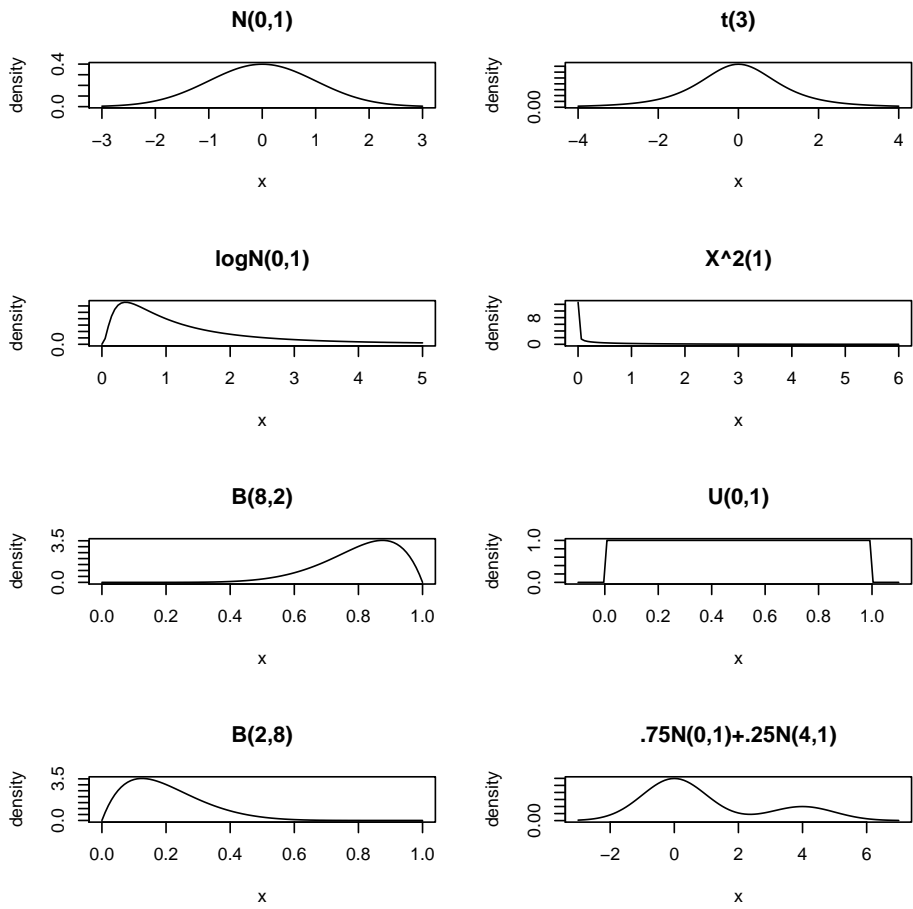 N(0,1)
density
0.0 0.4
−3 −2 −1 0 1 2 3
x
t(3)
density
0.00
−4 −2 0 2 4
x
logN(0,1)
density
0.0
0 1 2 3 4 5
x
X^2(1)
density
0 8
0 1 2 3 4 5 6
x
B(8,2)
density
0.0 3.5
0.0 0.2 0.4 0.6 0.8 1.0
x
U(0,1)
density
0.0 1.0
0.0 0.2 0.4 0.6 0.8 1.0
x
B(2,8)
density
0.0 3.5
0.0 0.2 0.4 0.6 0.8 1.0
x
.75N(0,1)+.25N(4,1)
density
0.00
−2 0 2 4 6
x